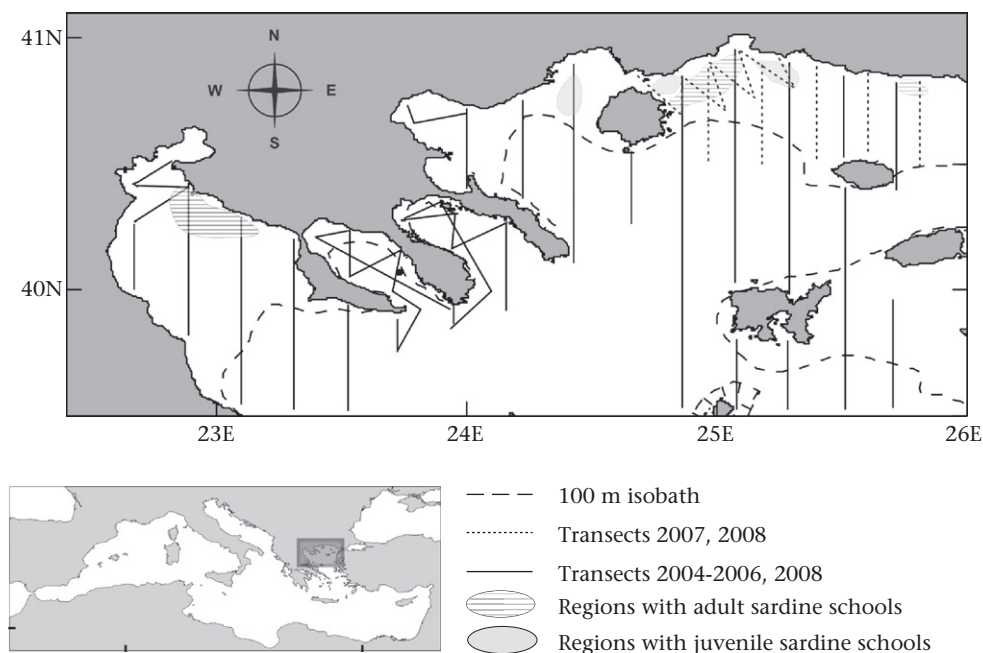 41N
N
W E
S
40N
23E 24E 25E 26E
100 m isobath
Transects 2007, 2008
Transects 2004-2006, 2008
Regions with adult sardine schools
Regions with juvenile sardine schools